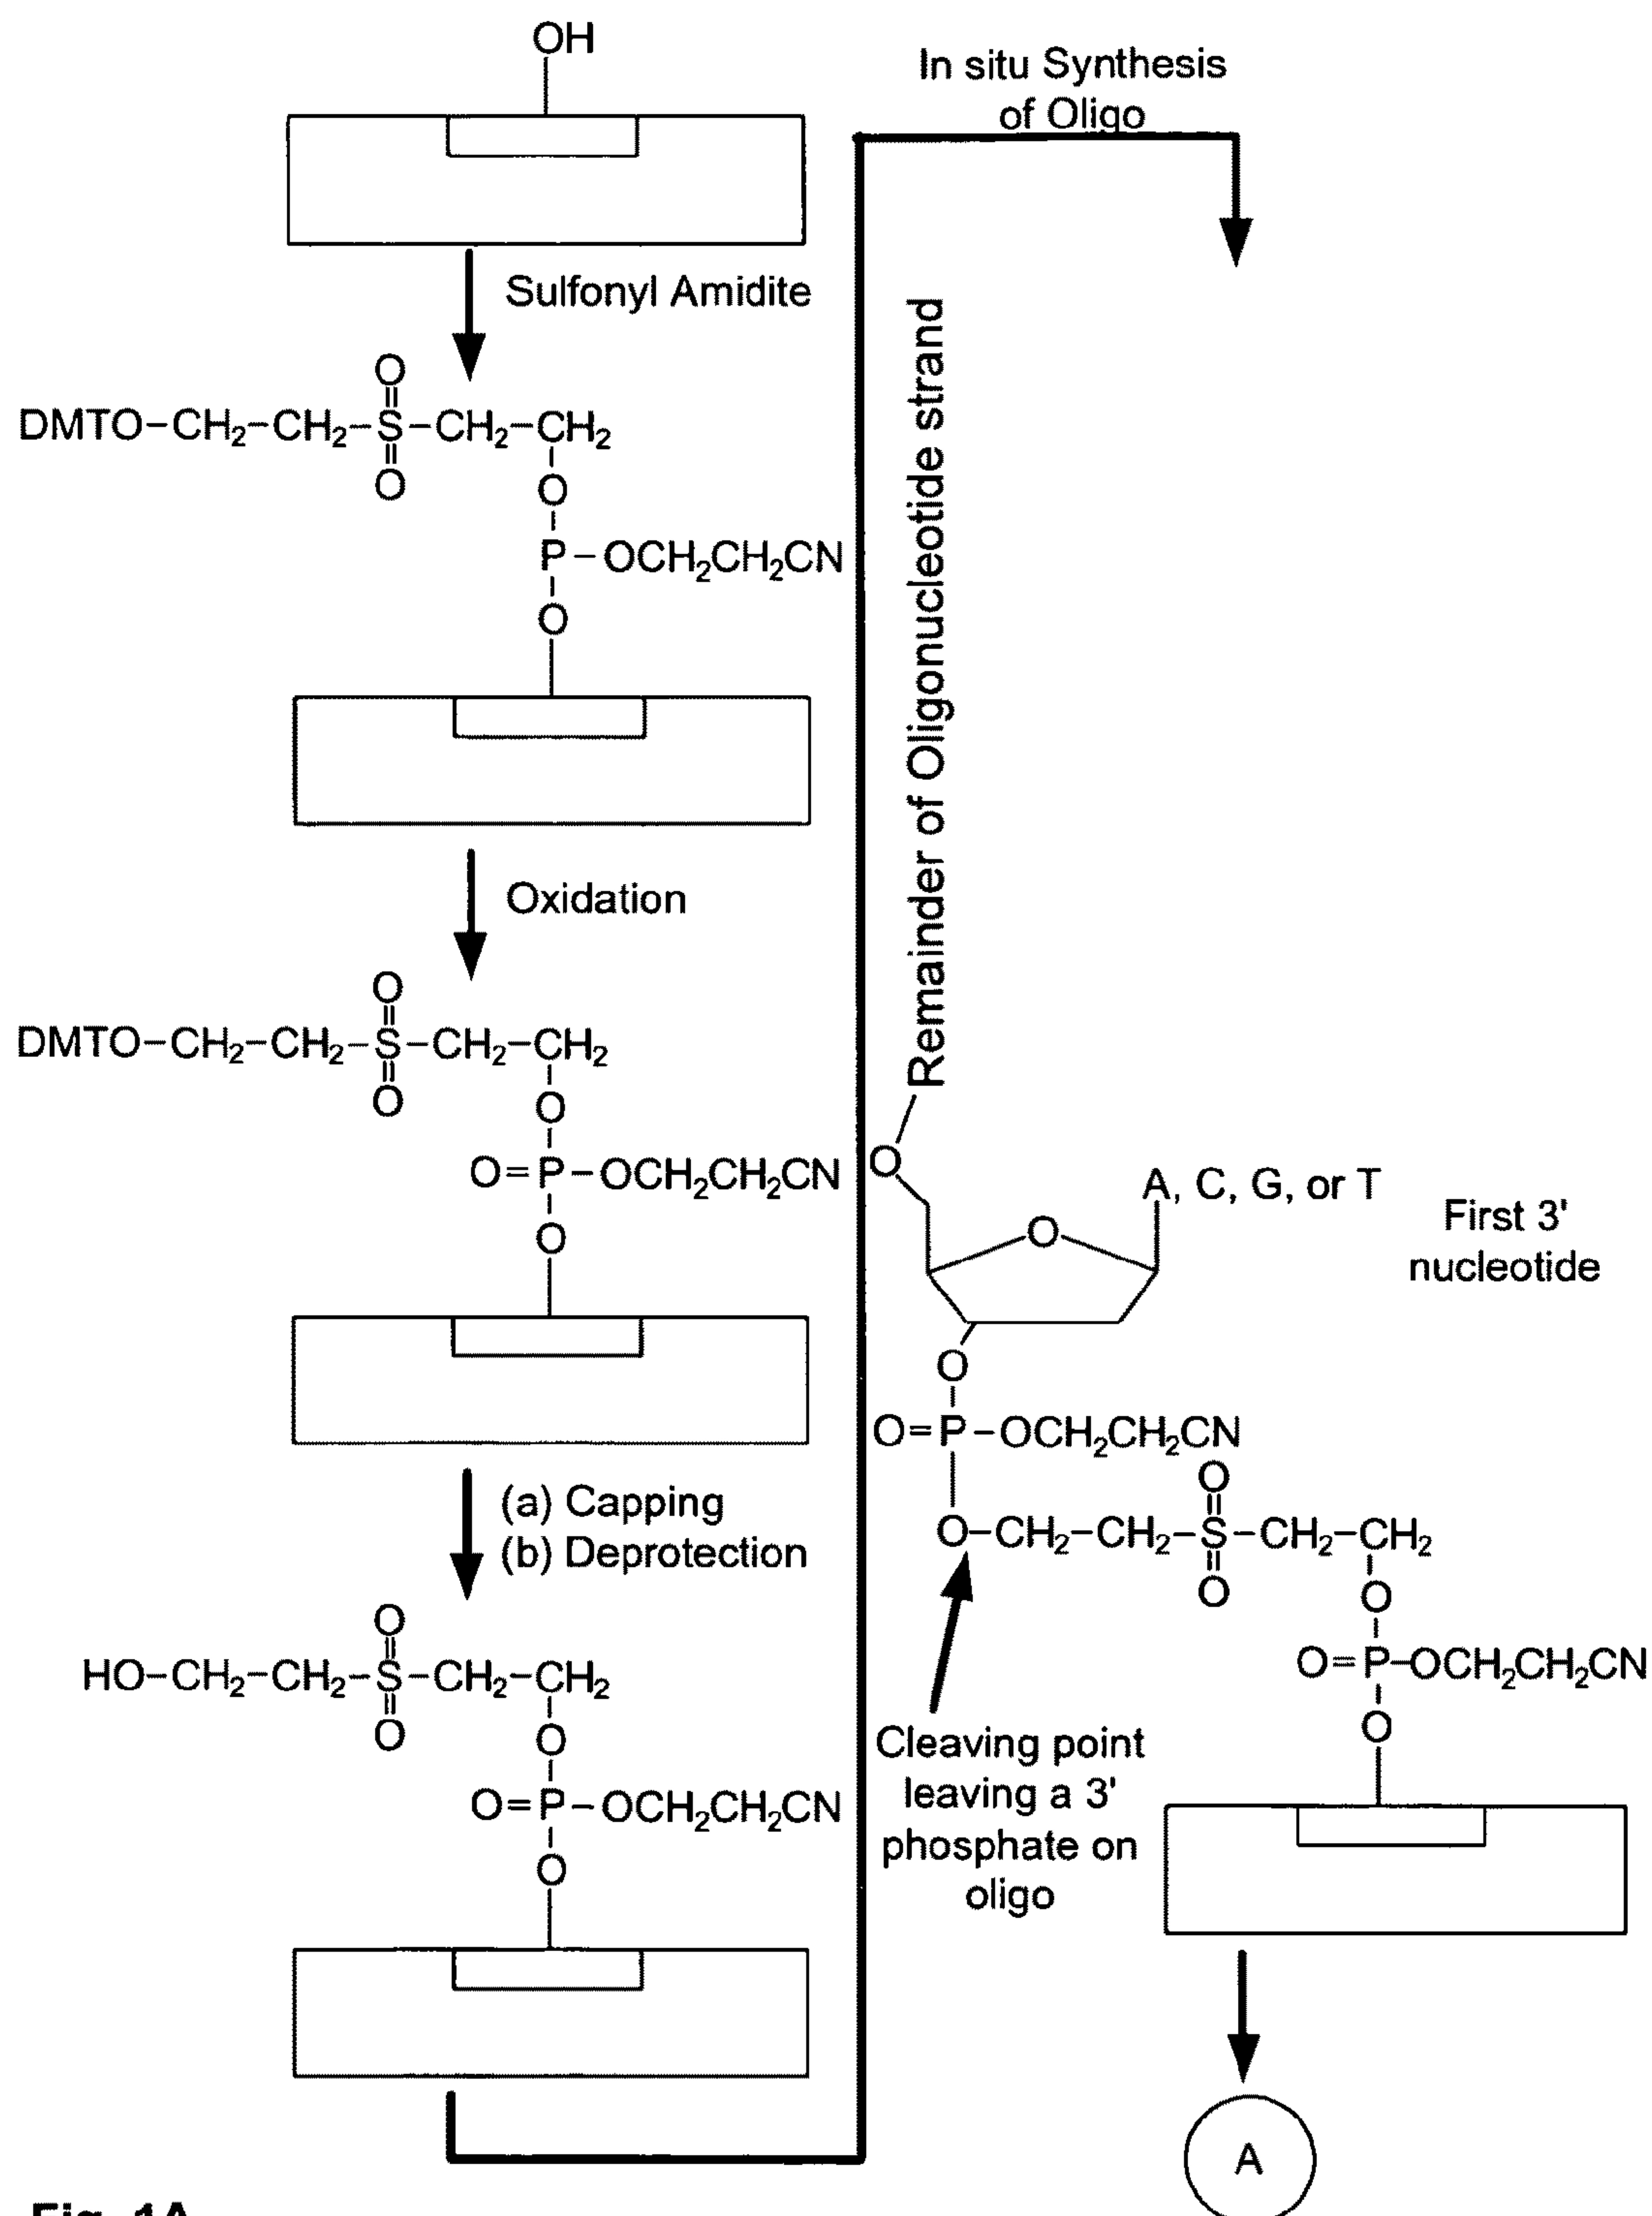 OH
Sulfonyl Amidite
O
DMTO-CH₂-CH₂-S-CH₂-CH₂
O
O
P-OCH₂CH₂CN
O
Oxidation
O
DMTO-CH₂-CH₂-S-CH₂-CH₂
O
O
O=P-OCH₂CH₂CN
O
(a) Capping
(b) Deprotection
O
HO-CH₂-CH₂-S-CH₂-CH₂
O
O
O=P-OCH₂CH₂CN
O
In situ Synthesis
of Oligo
Remainder of Oligonucleotide strand
O
A, C, G, or T
O
First 3'
nucleotide
O
O=P-OCH₂CH₂CN
O
O-CH₂-CH₂-S-CH₂-CH₂
O
O
O=P-OCH₂CH₂CN
O
Cleaving point
leaving a 3'
phosphate on
oligo
A
Fig. 1A